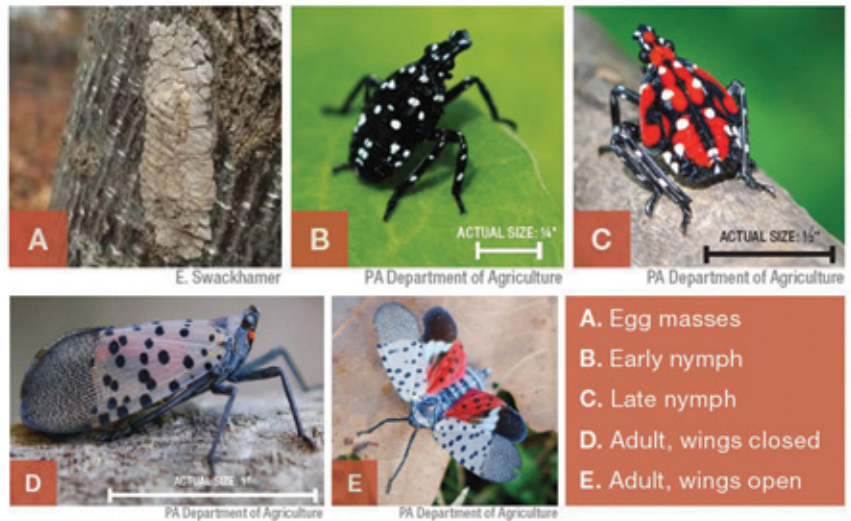 A
E. Swackhamer
B
ACTUAL SIZE: ¼"
PA Department of Agriculture
C
ACTUAL SIZE: ½"
PA Department of Agriculture
D
ACTUAL SIZE: 1"
PA Department of Agriculture
E
PA Department of Agriculture
A. Egg masses
B. Early nymph
C. Late nymph
D. Adult, wings closed
E. Adult, wings open